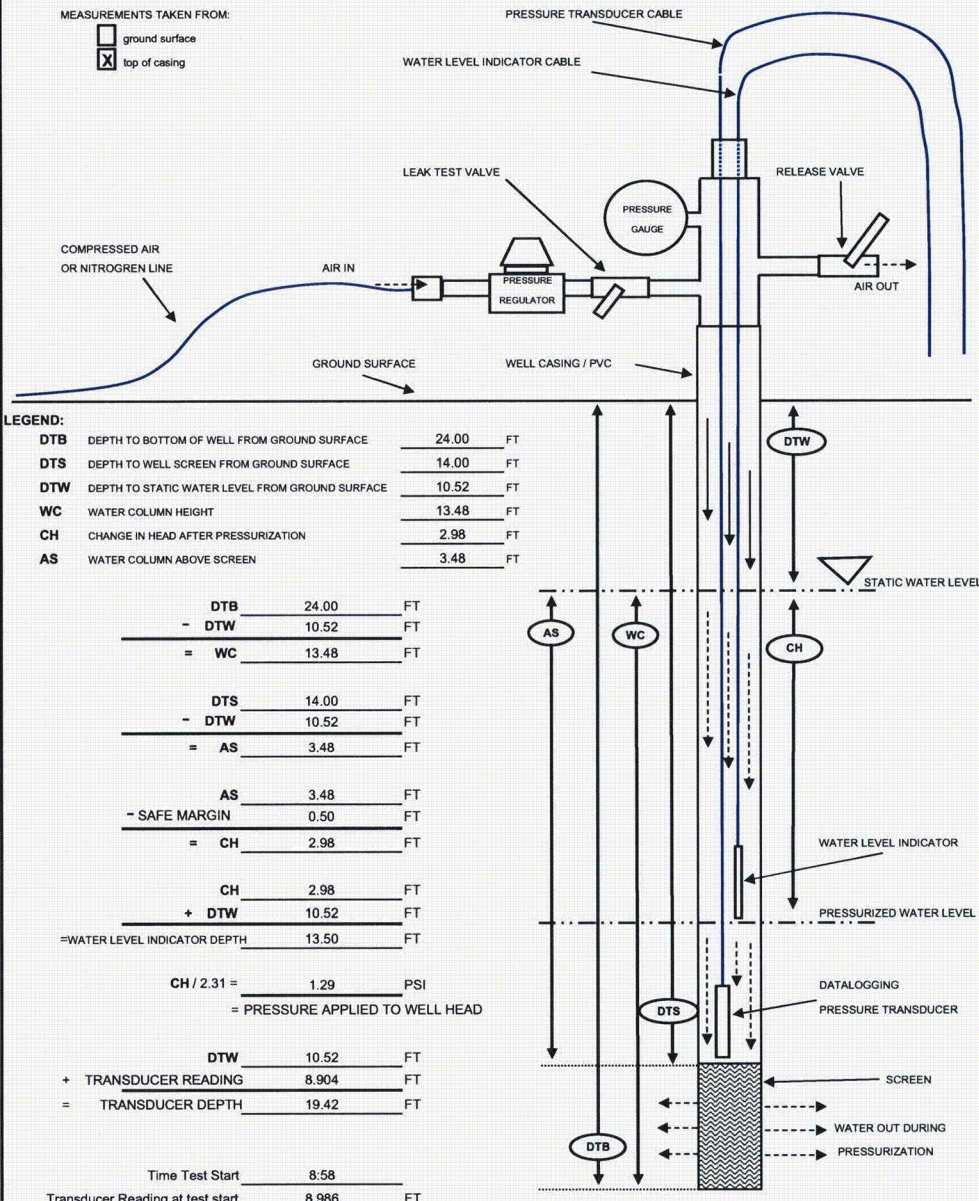 MEASUREMENTS TAKEN FROM:
ground surface
X top of casing
PRESSURE TRANSDUCER CABLE
WATER LEVEL INDICATOR CABLE
LEAK TEST VALVE
RELEASE VALVE
PRESSURE
GAUGE
COMPRESSED AIR
OR NITROGREN LINE
AIR IN
PRESSURE
REGULATOR
AIR OUT
GROUND SURFACE
WELL CASING / PVC
LEGEND:
DTB DEPTH TO BOTTOM OF WELL FROM GROUND SURFACE 24.00 FT
DTS DEPTH TO WELL SCREEN FROM GROUND SURFACE 14.00 FT
DTW DEPTH TO STATIC WATER LEVEL FROM GROUND SURFACE 10.52 FT
WC WATER COLUMN HEIGHT 13.48 FT
CH CHANGE IN HEAD AFTER PRESSURIZATION 2.98 FT
AS WATER COLUMN ABOVE SCREEN 3.48 FT
DTB 24.00 FT
- DTW 10.52 FT
= WC 13.48 FT
DTS 14.00 FT
- DTW 10.52 FT
= AS 3.48 FT
AS 3.48 FT
- SAFE MARGIN 0.50 FT
= CH 2.98 FT
CH 2.98 FT
+ DTW 10.52 FT
=WATER LEVEL INDICATOR DEPTH 13.50 FT
CH / 2.31 = 1.29 PSI
= PRESSURE APPLIED TO WELL HEAD
DTW 10.52 FT
+ TRANSDUCER READING 8.904 FT
= TRANSDUCER DEPTH 19.42 FT
Time Test Start 8:58
Transducer Reading at test start 8.986 FT
DTW
STATIC WATER LEVEL
AS
WC
CH
WATER LEVEL INDICATOR
PRESSURIZED WATER LEVEL
DATALOGGING
PRESSURE TRANSDUCER
DTS
SCREEN
WATER OUT DURING
PRESSURIZATION
DTB